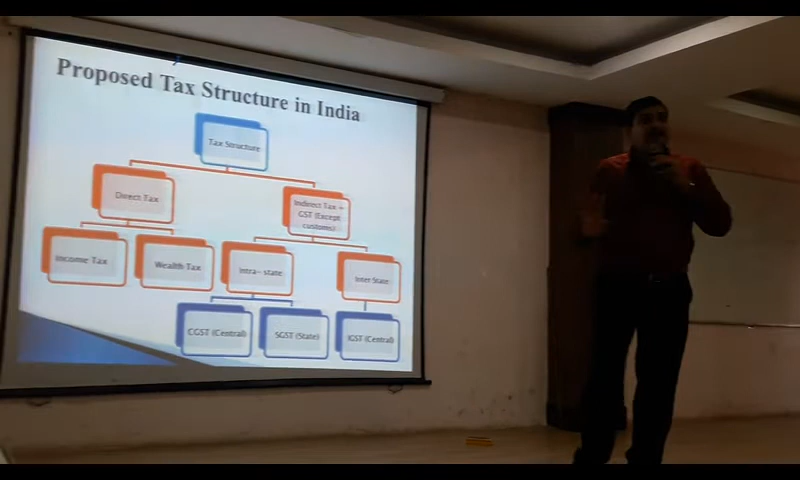 Proposed Tax Structure in India
Tax Structure
Direct Tax
Indirect Tax =
GST (Except
customs)
Income Tax
Wealth Tax
Intra- state
Inter State
CGST (Central)
SGST (State)
IGST (Central)